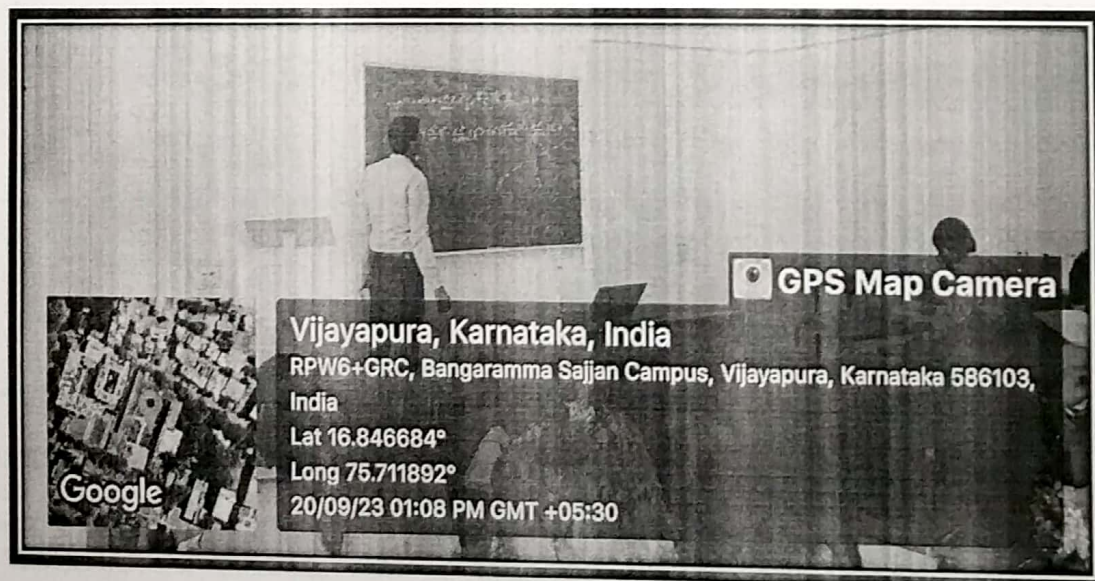 GPS Map Camera
Vijayapura, Karnataka, India
RPW6+GRC, Bangaramma Sajjan Campus, Vijayapura, Karnataka 586103,
India
Lat 16.846684°
Long 75.711892°
20/09/23 01:08 PM GMT +05:30
Google